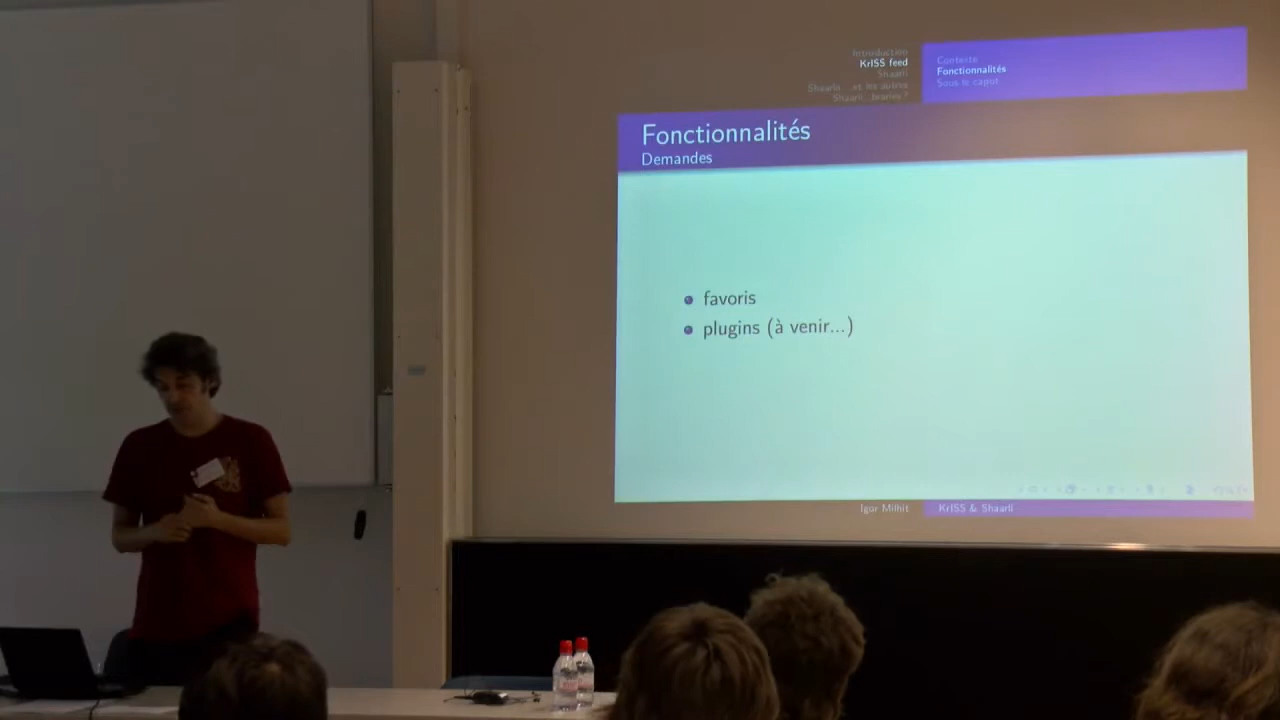 Introduction
KrISS feed
Shaarli
Shaarli... et les autres
Shaarli...braries ?
Contexte
Fonctionnalités
Sous le capot
Fonctionnalités
Demandes
favoris
plugins (à venir...)
Igor Milhit
KrISS & Shaarli